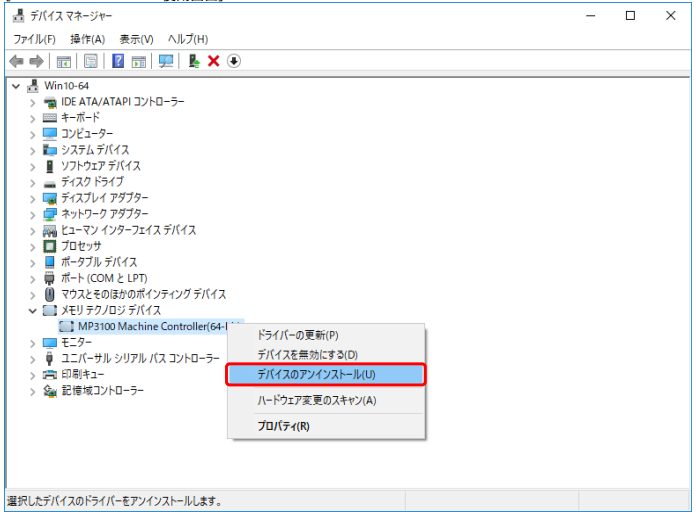 デバイス マネージャー
ファイル(F) 操作(A) 表示(V) ヘルプ(H)
Win10-64
IDE ATA/ATAPI コントローラー
キーボード
コンピューター
システム デバイス
ソフトウェア デバイス
ディスク ドライブ
ディスプレイ アダプター
ネットワーク アダプター
ヒューマン インターフェイス デバイス
プロセッサ
ポータブル デバイス
ポート (COM と LPT)
マウスとそのほかのポインティング デバイス
メモリ テクノロジ デバイス
MP3100 Machine Controller(64-
モニター
ユニバーサル シリアル バス コントローラー
印刷キュー
記憶域コントローラー
ドライバーの更新(P)
デバイスを無効にする(D)
デバイスのアンインストール(U)
ハードウェア変更のスキャン(A)
プロパティ(R)
選択したデバイスのドライバーをアンインストールします。